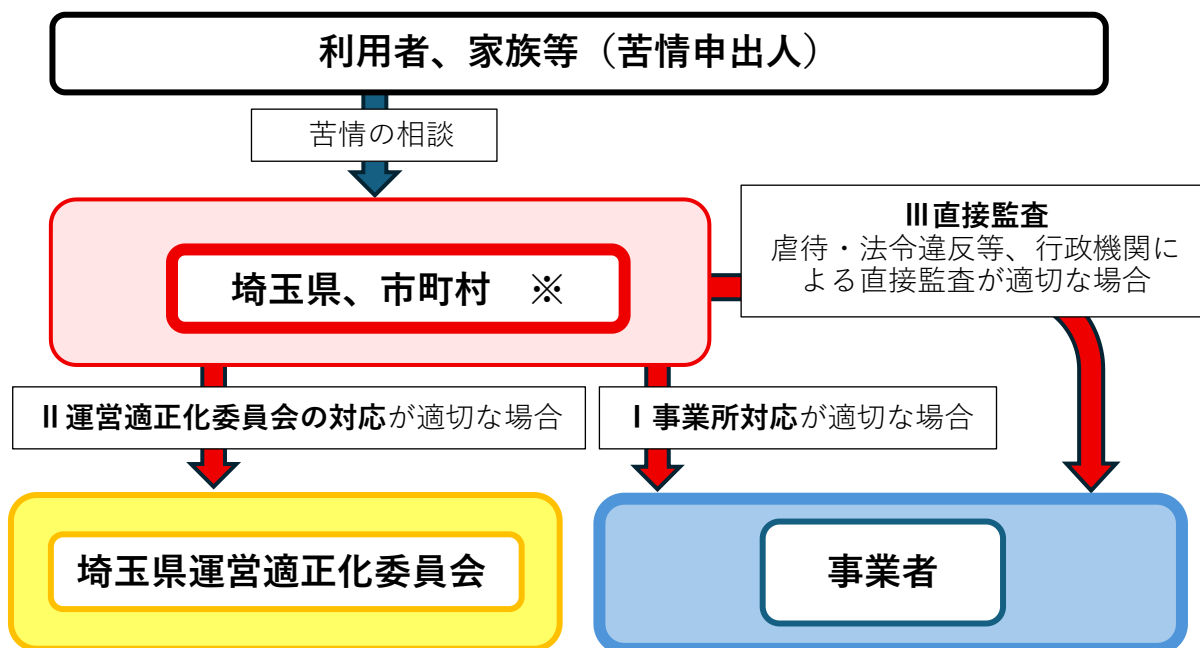 利用者、家族等（苦情申出人）
苦情の相談
Ⅲ直接監査
虐待・法令違反等、行政機関に
よる直接監査が適切な場合
埼玉県、市町村　※
Ⅱ運営適正化委員会の対応が適切な場合
Ⅰ事業所対応が適切な場合
埼玉県運営適正化委員会
事業者